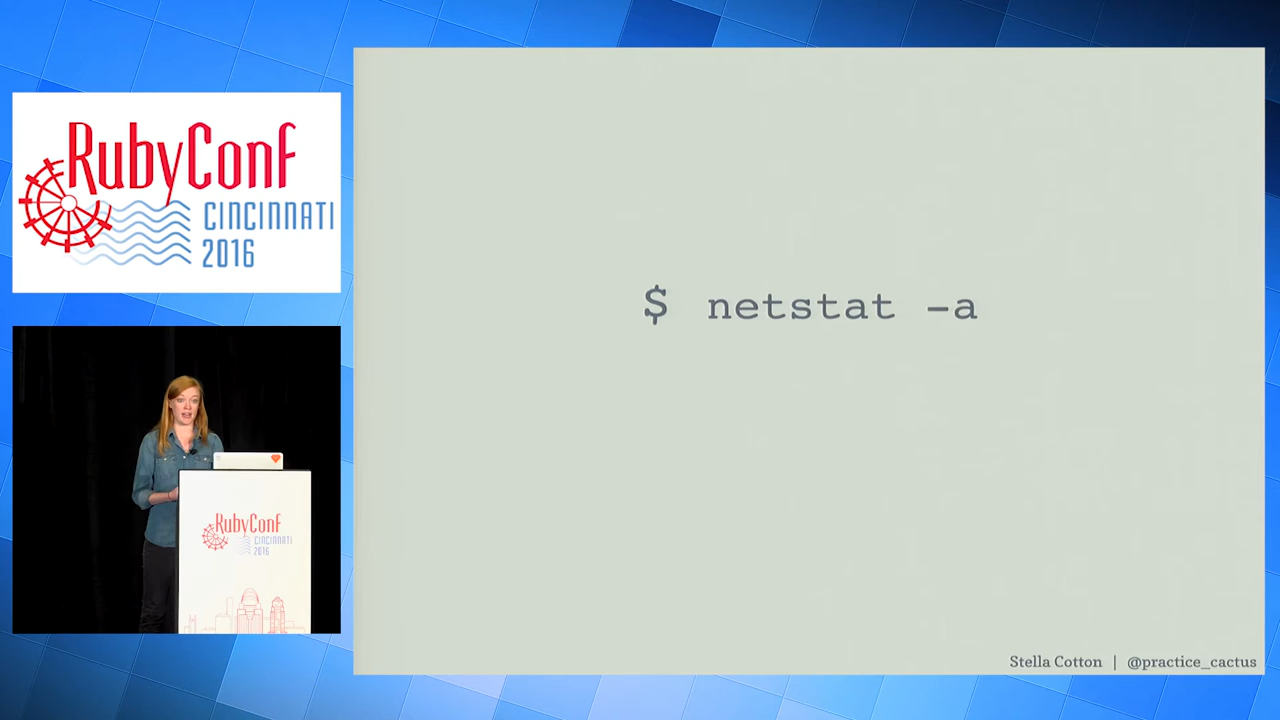 RubyConf
CINCINNATI
2016
$ netstat -a
RubyConf
CINCINNATI
2016
Stella Cotton | @practice_cactus